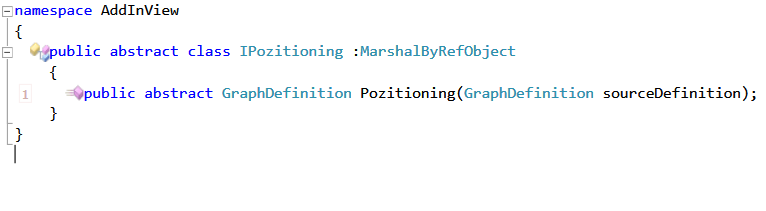 namespace AddInView
{
public abstract class IPozitioning :MarshalByRefObject
{
1 public abstract GraphDefinition Pozitioning(GraphDefinition sourceDefinition);
}
}